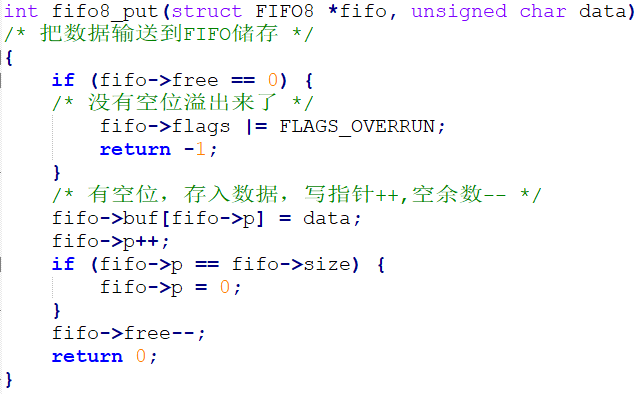 int fifo8_put(struct FIFO8 *fifo, unsigned char data)
/* 把数据输送到FIFO储存 */
{
    if (fifo->free == 0) {
    /* 没有空位溢出来了 */
        fifo->flags |= FLAGS_OVERRUN;
        return -1;
    }
    /* 有空位，存入数据，写指针++,空余数-- */
    fifo->buf[fifo->p] = data;
    fifo->p++;
    if (fifo->p == fifo->size) {
        fifo->p = 0;
    }
    fifo->free--;
    return 0;
}